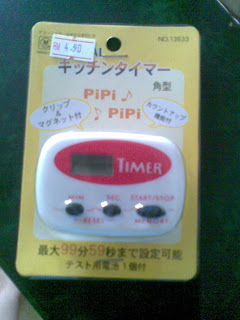 NO.13633
RM 4.90
キッチンタイマー
角型
PiPi♪
♪PiPi
クリップ
&
マグネット付
カウントアップ
機能付
TIMER
MIN
SEC
START/STOP
RESET
MEMORY
最大99分59秒まで設定可能
テスト用電池1個付